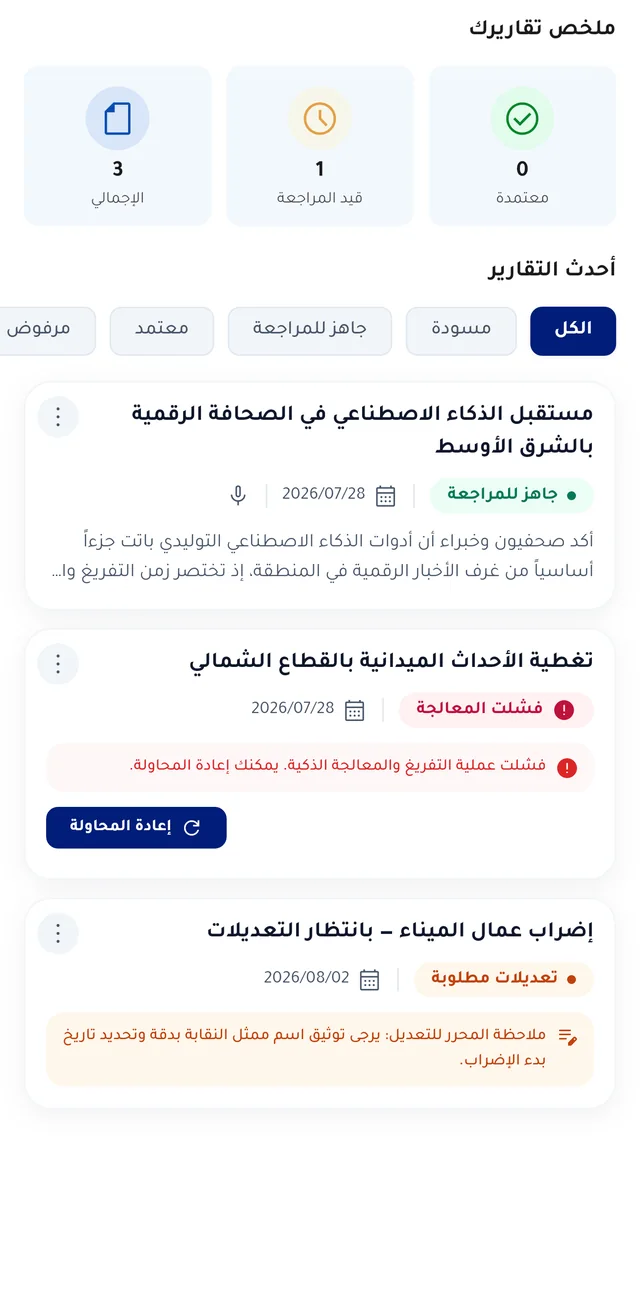 ملخص تقاريرك
0
معتمدة
1
قيد المراجعة
3
الإجمالي
أحدث التقارير
الكل
مسودة
جاهز للمراجعة
معتمد
مرفوض
مستقبل الذكاء الاصطناعي في الصحافة الرقمية
بالشرق الأوسط
جاهز للمراجعة
2026/07/28
أكد صحفيون وخبراء أن أدوات الذكاء الاصطناعي التوليدي باتت جزءاً
أساسياً من غرف الأخبار الرقمية في المنطقة، إذ تختصر زمن التفريغ وا...
تغطية الأحداث الميدانية بالقطاع الشمالي
فشلت المعالجة
2026/07/28
فشلت عملية التفريغ والمعالجة الذكية. يمكنك إعادة المحاولة.
إعادة المحاولة
إضراب عمال الميناء – بانتظار التعديلات
تعديلات مطلوبة
2026/08/02
ملاحظة المحرر للتعديل: يرجى توثيق اسم ممثل النقابة بدقة وتحديد تاريخ
بدء الإضراب.